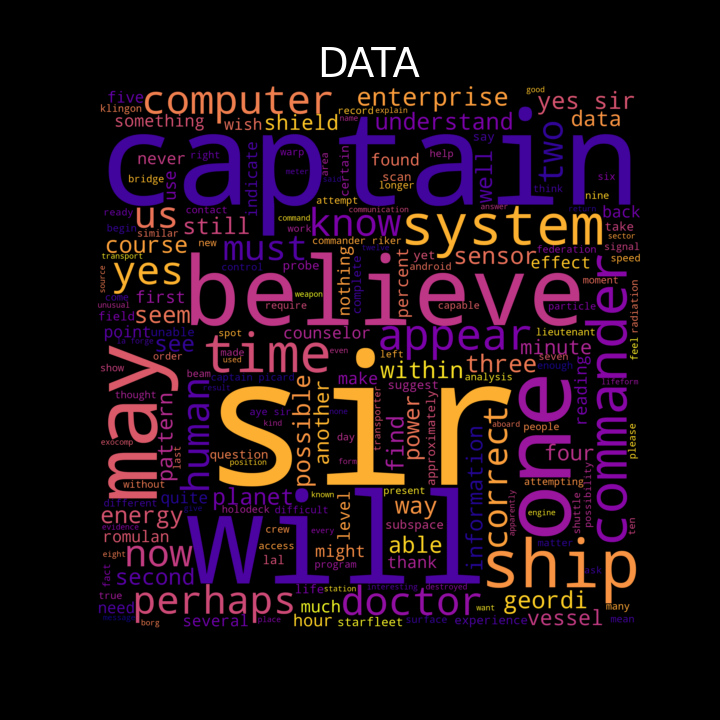 DATA
good
five computer enterprise yes sir
klingon record explain
something wish shield understand data
captain
say two
never right warp area name certain found help well
bridge use indicate scan longer think six
attempt nine
ready contact communication answer
command
us still know system back
begin similar new work commander riker take signal
course must sensor yet federation sector speed
transport yes control probe nothing complete percent android effect
source come believe weapon capable particle moment radiation
unusual field first seem require
point unable spot counselor appear lieutenant feel
see la forge order made used time even left within minute
show beam captain picard result make suggest analysis three seven enough
thought may human sir one commander reading lifeform
aye sir none transporter aboard people please
kind possible another power correct
exocomp pattern day find approximately four
last question position form
without attempting possibility
different quite planet known present information shuttle
energy holodeck difficult level way subspace apparently engine ten
evidence give crew every
romulan now will access might able matter
eight lal program thank ship ask
fact second life station interesting destroyed
true need perhaps much doctor want geordi many
message several place hour starfleet surface experience vessel mean
borg